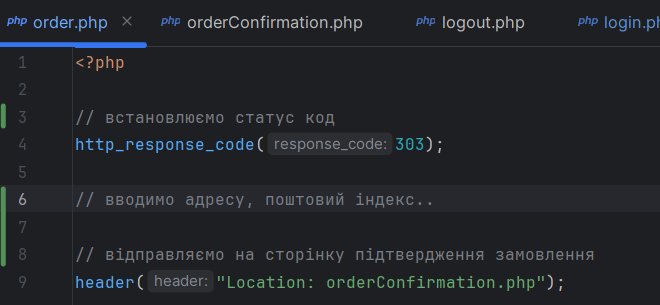 php order.php × php orderConfirmation.php php logout.php php login.ph
1 <?php
2
3 // встановлюємо статус код
4 http_response_code( response_code: 303);
5
6 // вводимо адресу, поштовий індекс..
7
8 // відправляємо на сторінку підтвердження замовлення
9 header( header: "Location: orderConfirmation.php");